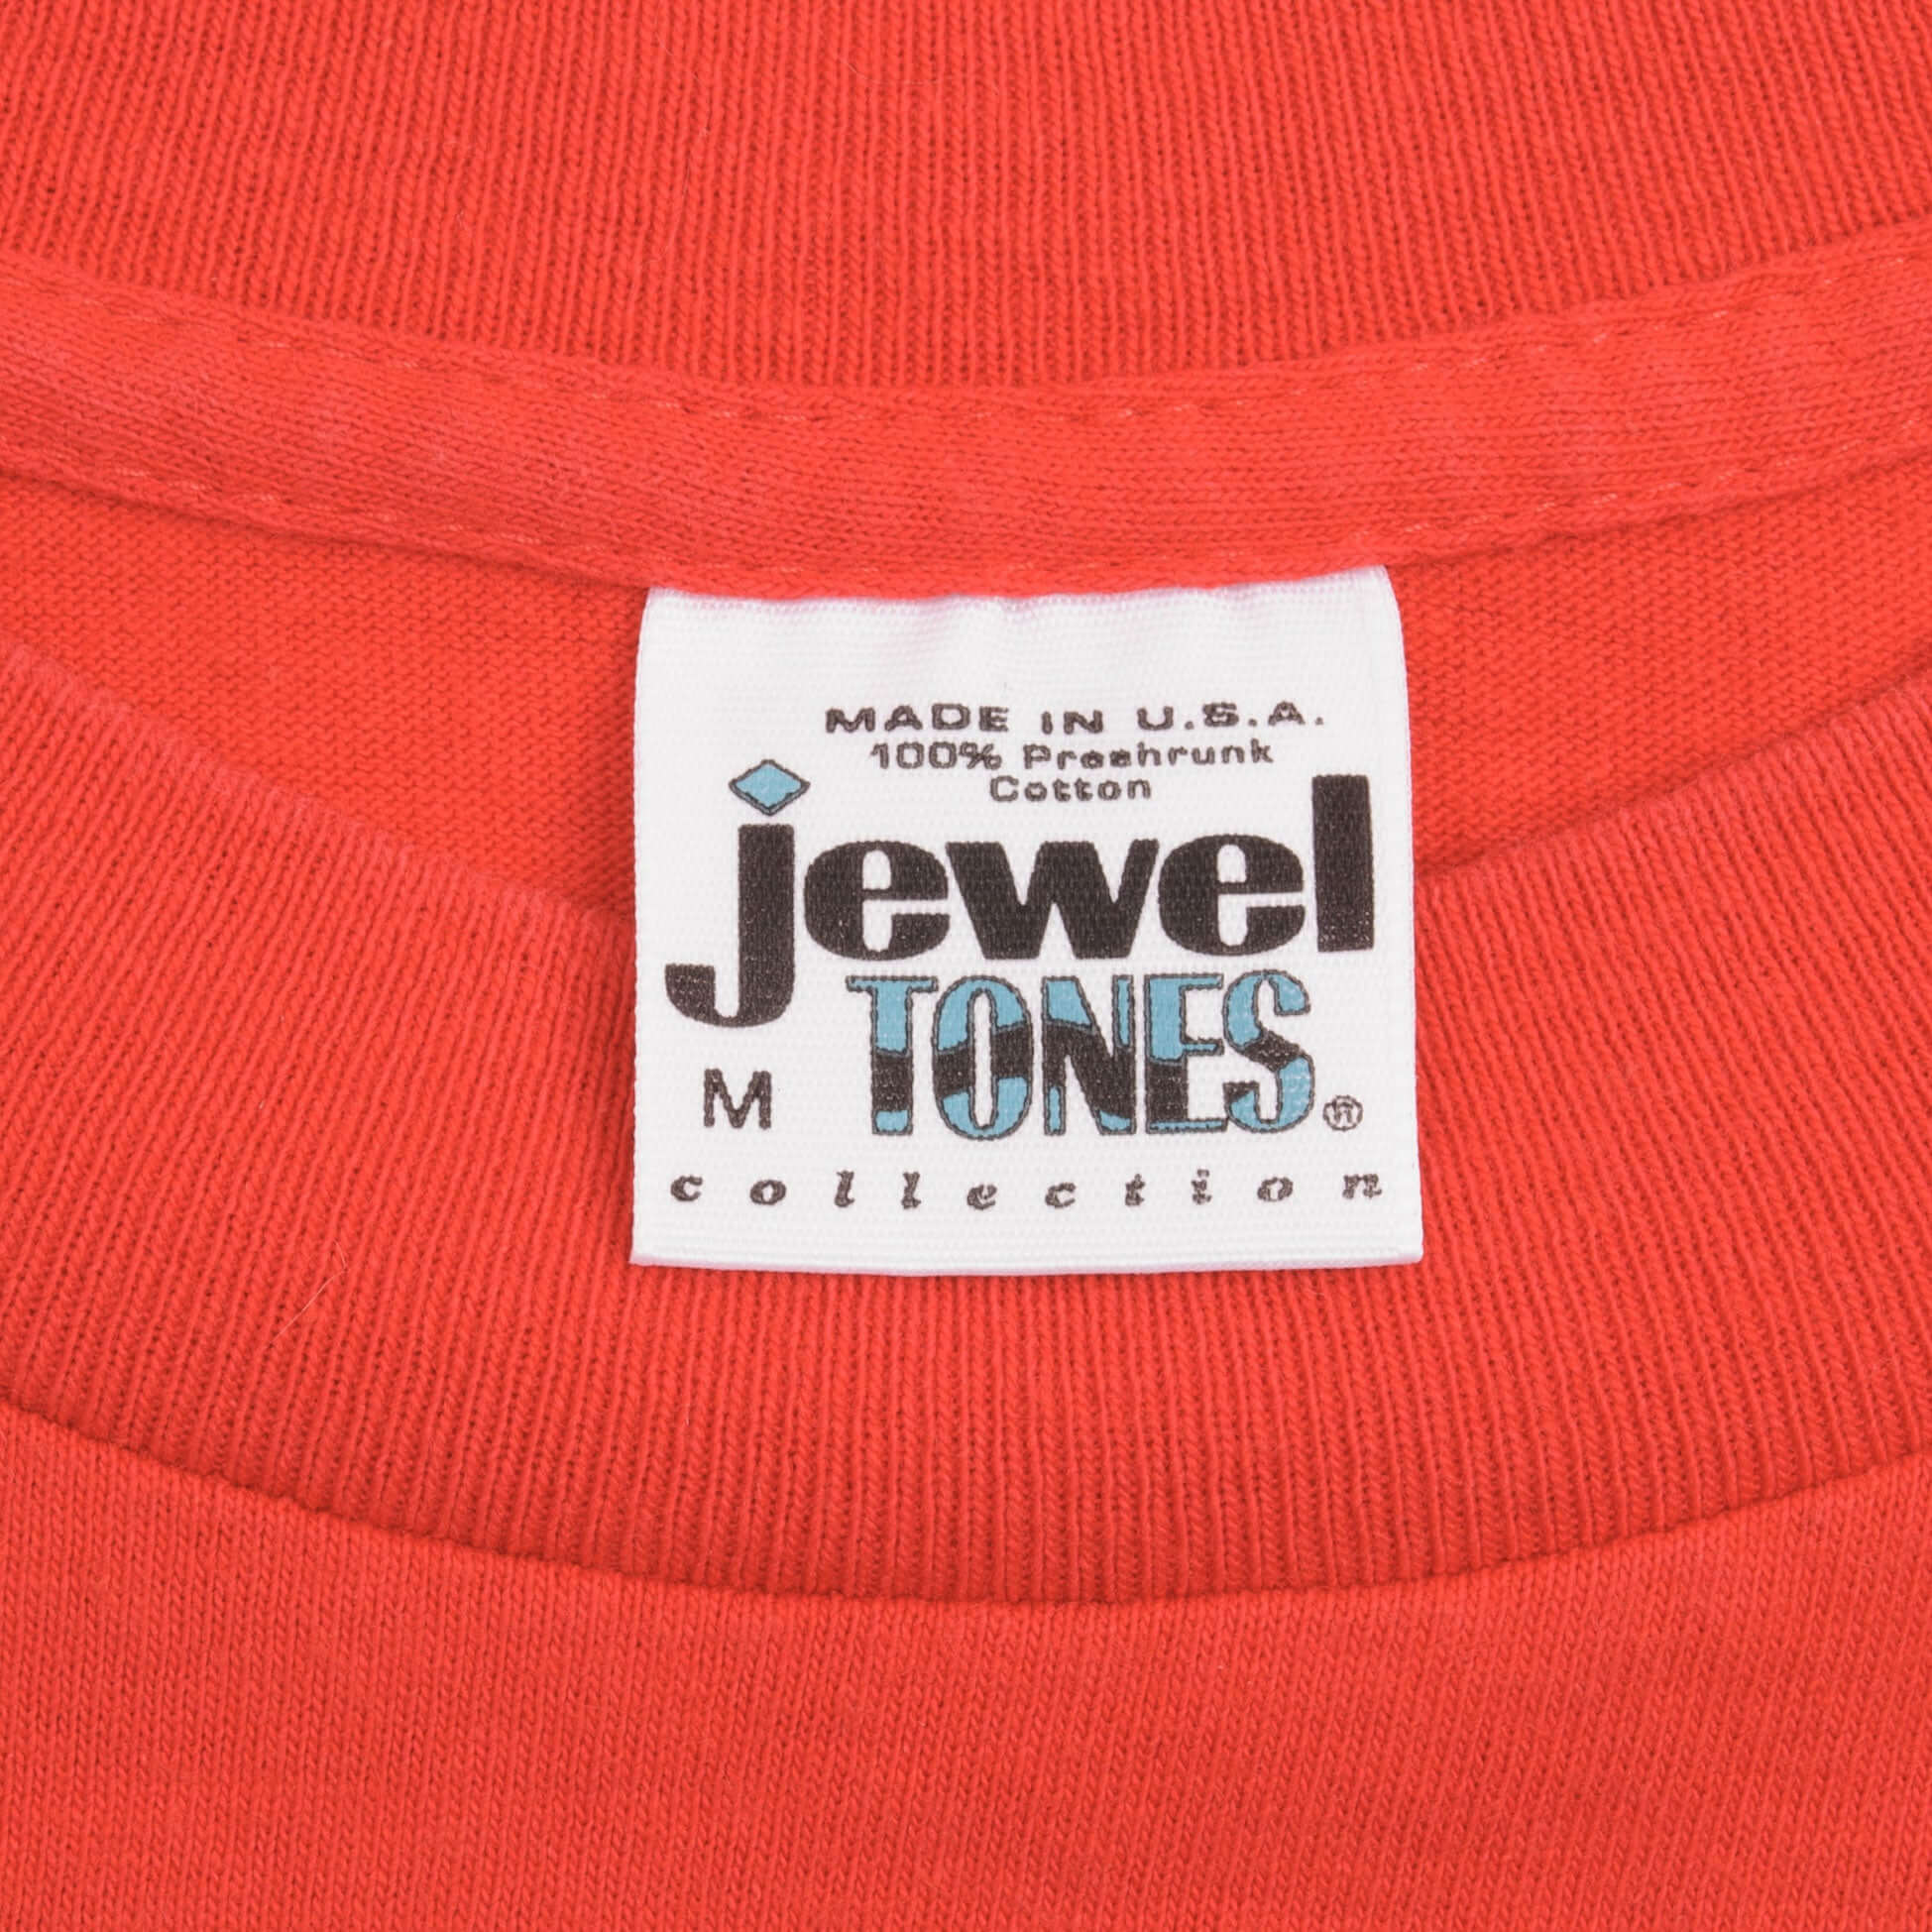 MADE IN U.S.A.
100% Preshrunk
Cotton
jewel
TONES®
M
collection